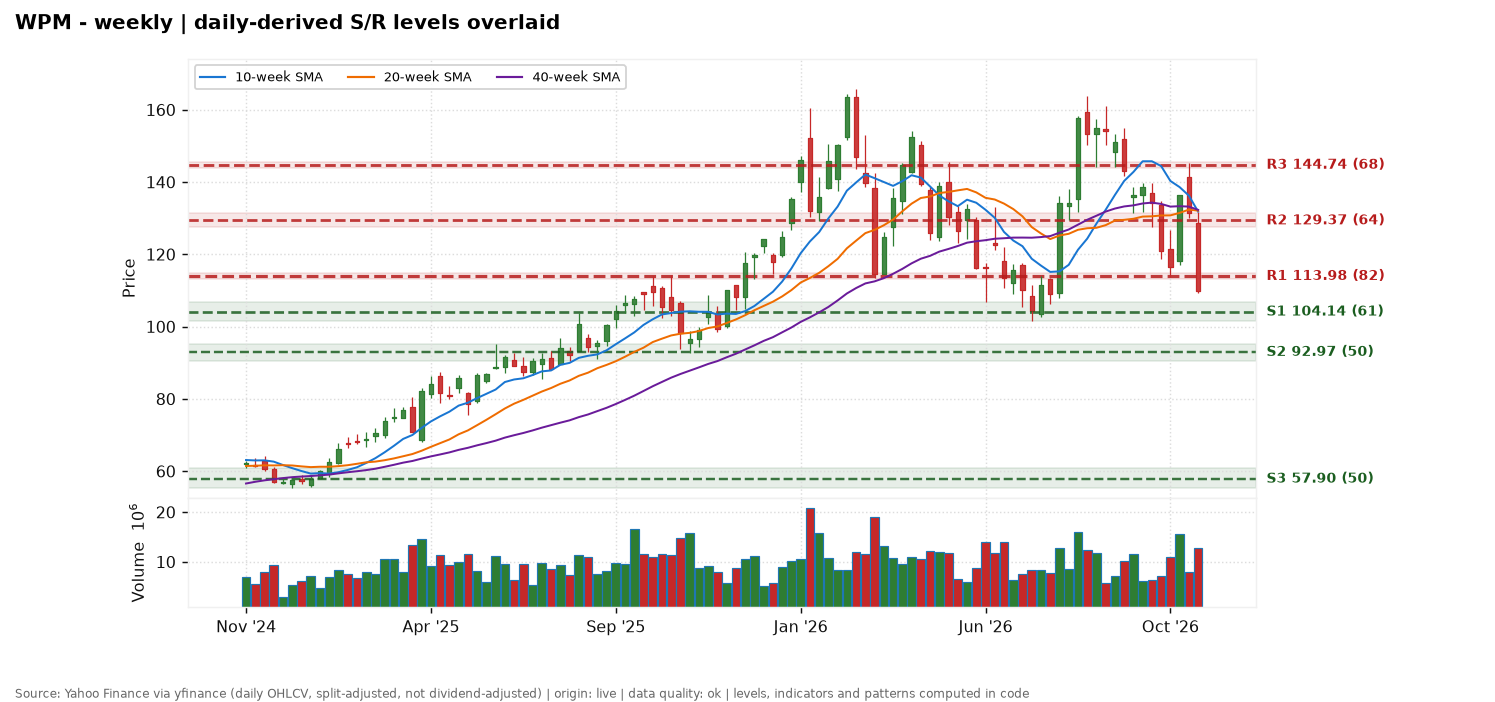 WPM - weekly | daily-derived S/R levels overlaid
10-week SMA
20-week SMA
40-week SMA
Price
160
140
120
100
80
60
R3 144.74 (68)
R2 129.37 (64)
R1 113.98 (82)
S1 104.14 (61)
S2 92.97 (50)
S3 57.90 (50)
Volume 10⁶
20
10
Nov '24
Apr '25
Sep '25
Jan '26
Jun '26
Oct '26
Source: Yahoo Finance via yfinance (daily OHLCV, split-adjusted, not dividend-adjusted) | origin: live | data quality: ok | levels, indicators and patterns computed in code